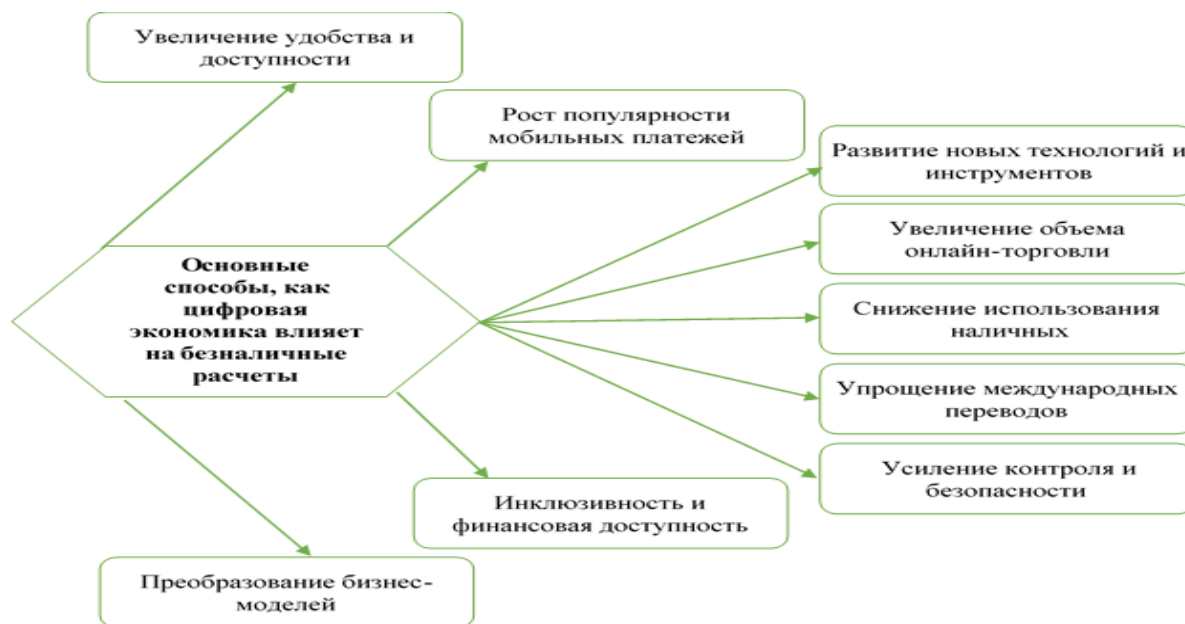 Увеличение удобства и
доступности
Рост популярности
мобильных платежей
Развитие новых технологий и
инструментов
Увеличение объема
онлайн-торговли
Основные
способы, как
цифровая
экономика влияет
на безналичные
расчеты
Снижение использования
наличных
Упрощение международных
переводов
Усиление контроля и
безопасности
Инклюзивность и
финансовая доступность
Преобразование бизнес-
моделей